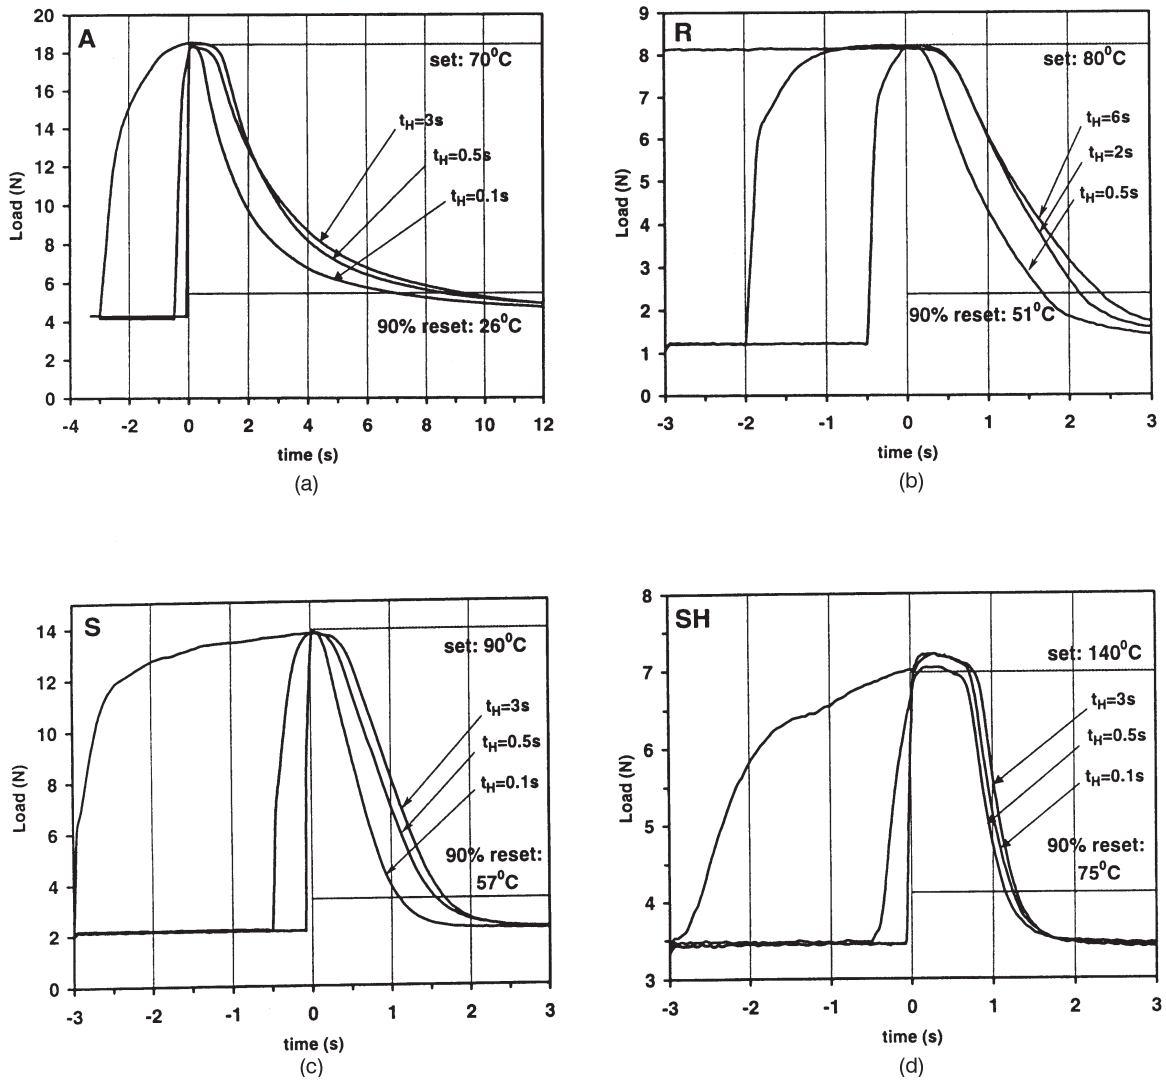 A
set: 70⁰C
t_H=3s
t_H=0.5s
t_H=0.1s
90% reset: 26⁰C
Load (N)
20
18
16
14
12
10
8
6
4
2
0
-4 -2 0 2 4 6 8 10 12
time (s)
(a)
R
set: 80⁰C
t_H=6s
t_H=2s
t_H=0.5s
90% reset: 51⁰C
Load (N)
9
8
7
6
5
4
3
2
1
0
-3 -2 -1 0 1 2 3
time (s)
(b)
S
set: 90⁰C
t_H=3s
t_H=0.5s
t_H=0.1s
90% reset:
57⁰C
Load (N)
14
12
10
8
6
4
2
0
-3 -2 -1 0 1 2 3
time (s)
(c)
SH
set: 140⁰C
t_H=3s
t_H=0.5s
t_H=0.1s
90% reset:
75⁰C
Load (N)
8
7
6
5
4
3
-3 -2 -1 0 1 2 3
time (s)
(d)